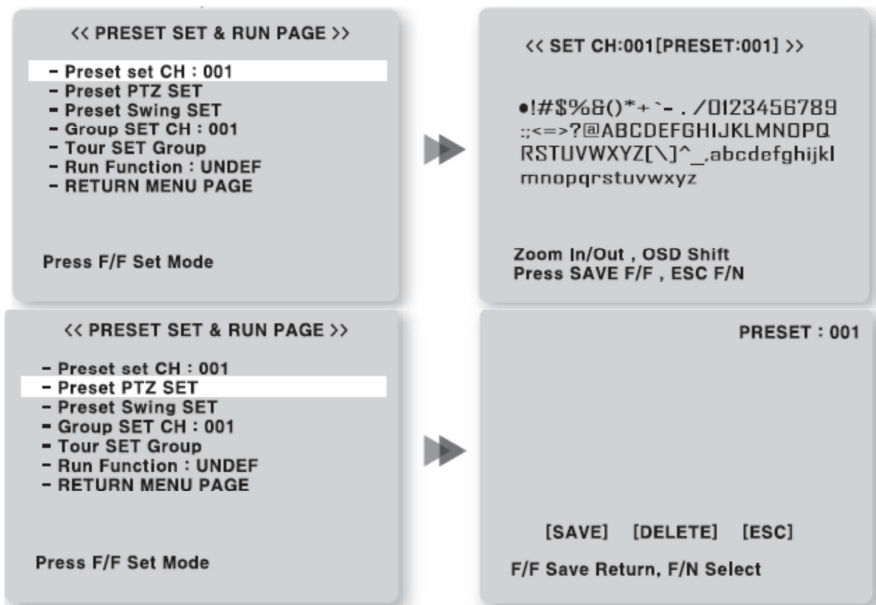 << PRESET SET & RUN PAGE >>
- Preset set CH : 001
- Preset PTZ SET
- Preset Swing SET
- Group SET CH : 001
- Tour SET Group
- Run Function : UNDEF
- RETURN MENU PAGE
Press F/F Set Mode
<< SET CH:001[PRESET:001] >>
●!#$%&()*+`-./0123456789
:;<=>?@ABCDEFGHIJKLMNOPQ
RSTUVWXYZ[\]^_,abcdefghijkl
mnopqrstuvwxyz
Zoom In/Out , OSD Shift
Press SAVE F/F , ESC F/N
<< PRESET SET & RUN PAGE >>
- Preset set CH : 001
- Preset PTZ SET
- Preset Swing SET
- Group SET CH : 001
- Tour SET Group
- Run Function : UNDEF
- RETURN MENU PAGE
Press F/F Set Mode
PRESET : 001
[SAVE] [DELETE] [ESC]
F/F Save Return, F/N Select